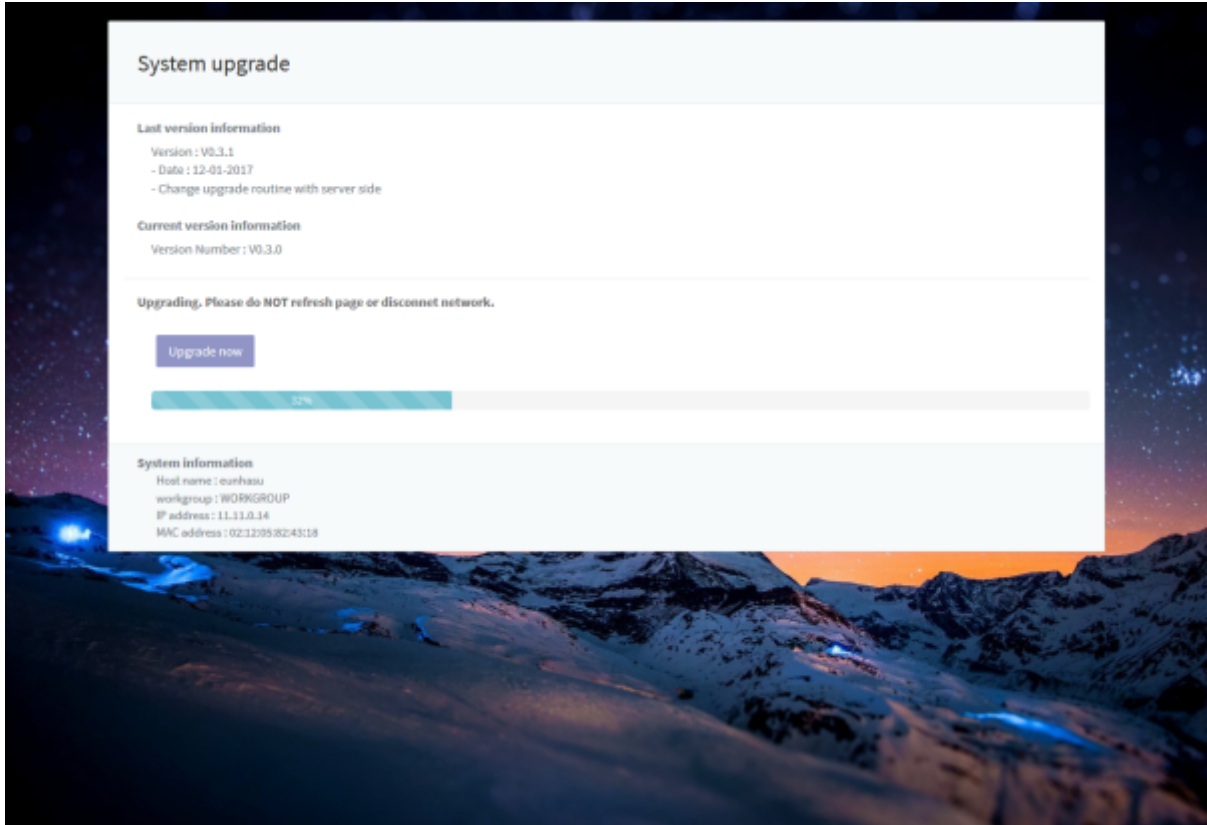 System upgrade
Last version information
Version : V0.3.1
- Date : 12-01-2017
- Change upgrade routine with server side
Current version information
Version Number : V0.3.0
Upgrading. Please do NOT refresh page or disconnet network.
Upgrade now
32%
System information
Host name : eunhasu
workgroup : WORKGROUP
IP address : 11.11.0.14
MAC address : 02:12:05:82:43:18